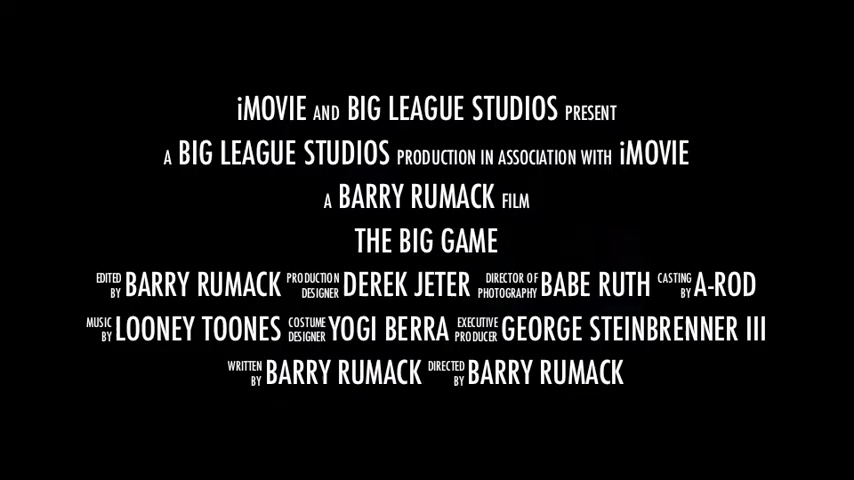 iMOVIE AND BIG LEAGUE STUDIOS PRESENT
A BIG LEAGUE STUDIOS PRODUCTION IN ASSOCIATION WITH iMOVIE
A BARRY RUMACK FILM
THE BIG GAME
EDITED BY BARRY RUMACK PRODUCTION DESIGNER DEREK JETER DIRECTOR OF PHOTOGRAPHY BABE RUTH CASTING BY A-ROD
MUSIC BY LOONEY TOONES COSTUME DESIGNER YOGI BERRA EXECUTIVE PRODUCER GEORGE STEINBRENNER III
WRITTEN BY BARRY RUMACK DIRECTED BY BARRY RUMACK